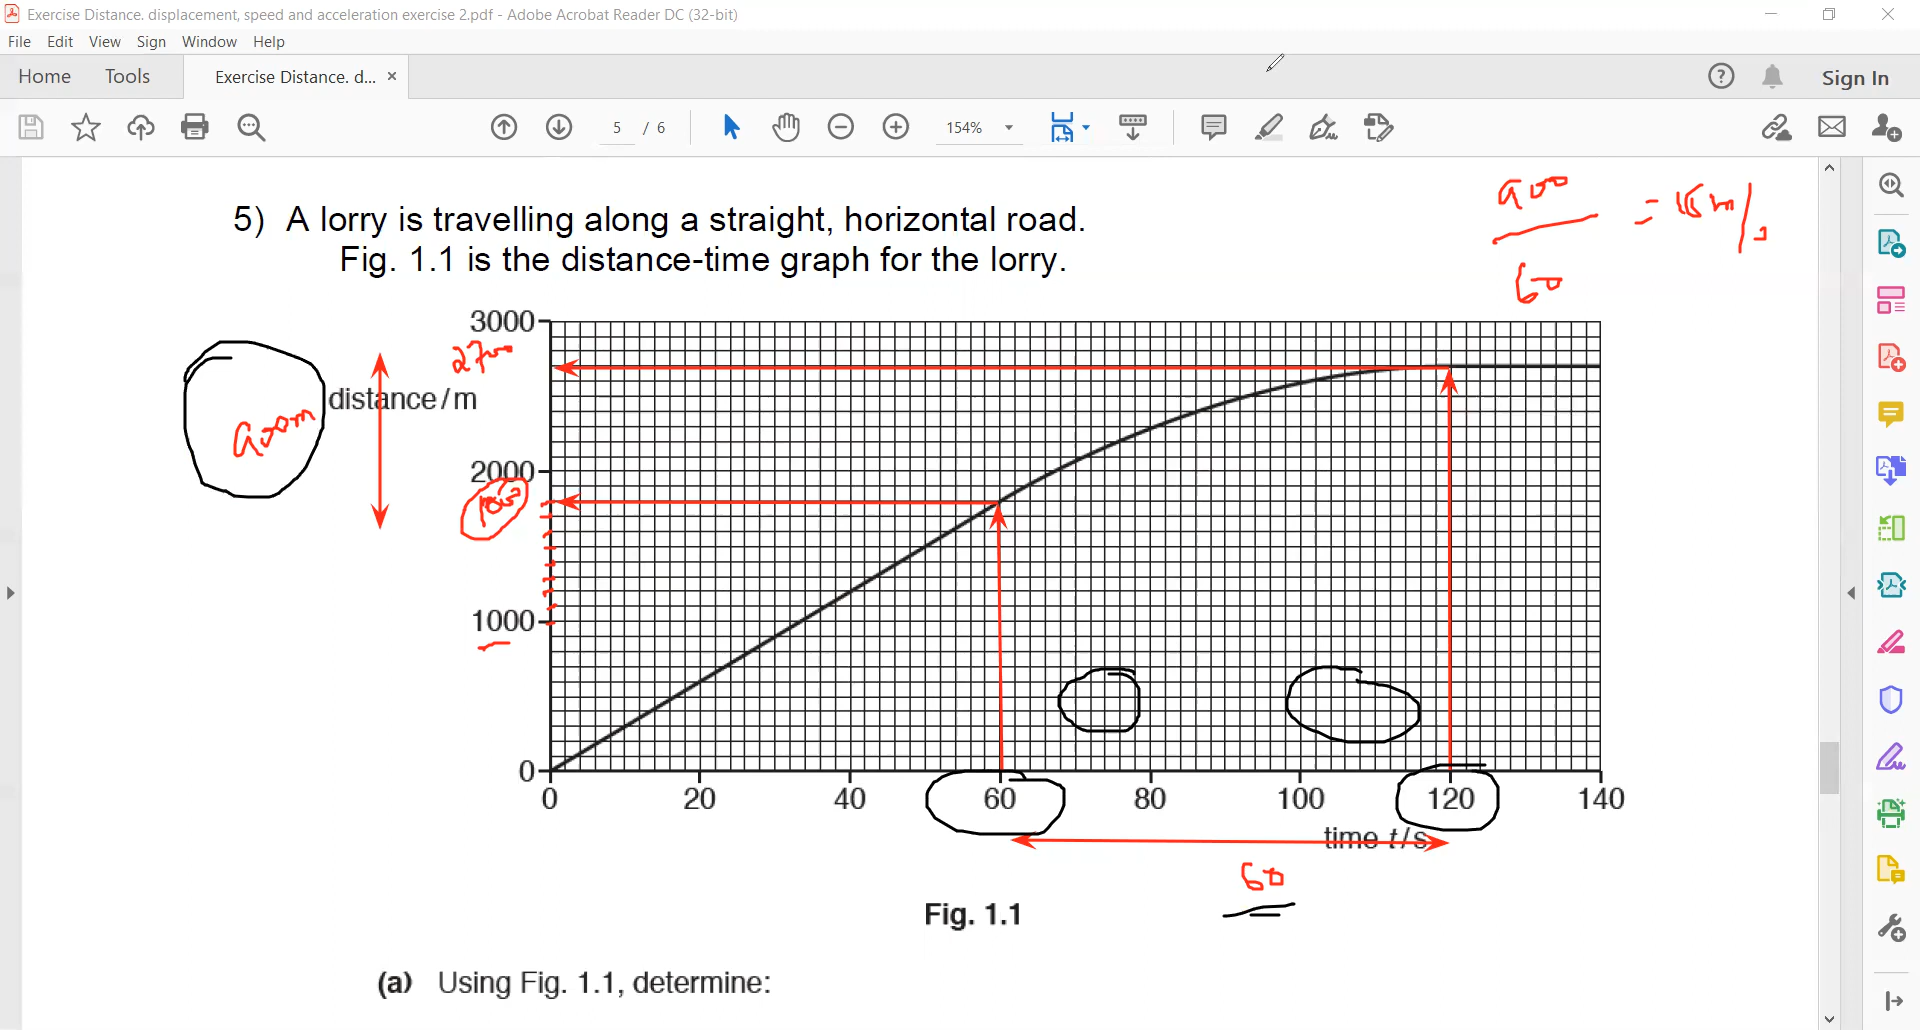 Exercise Distance. displacement, speed and acceleration exercise 2.pdf - Adobe Acrobat Reader DC (32-bit)
File Edit View Sign Window Help
Home Tools Exercise Distance. d... × Sign In
5 / 6 154%
900
60
= 15 m/s
5) A lorry is travelling along a straight, horizontal road.
Fig. 1.1 is the distance-time graph for the lorry.
3000
2700
distance / m
900m
2000
1800
1000
0
0 20 40 60 80 100 120 140
time t / s
60
Fig. 1.1
(a) Using Fig. 1.1, determine: